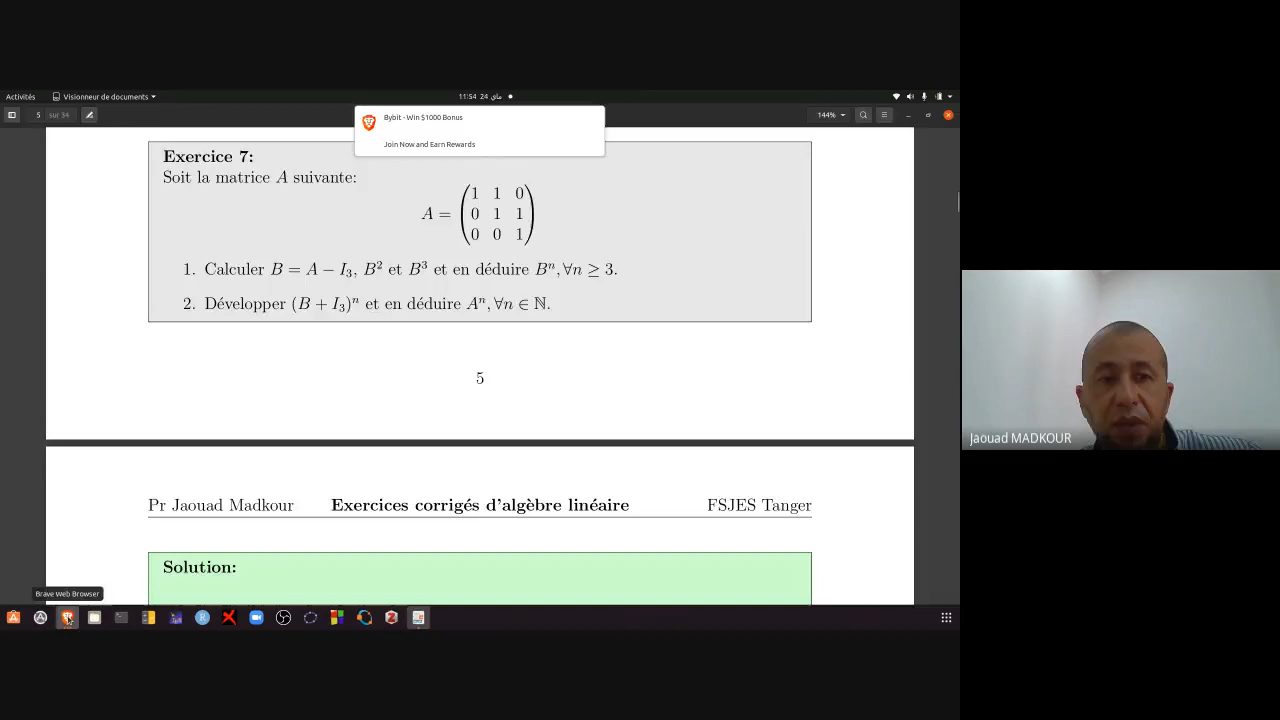 Activités
Visionneur de documents
11:54 24 ماي
5 sur 34
144%
Bybit - Win $1000 Bonus
Join Now and Earn Rewards
Exercice 7:
Soit la matrice A suivante:
A = (1 1 0
0 1 1
0 0 1)
1. Calculer B = A − I₃, B² et B³ et en déduire Bⁿ, ∀n ≥ 3.
2. Développer (B + I₃)ⁿ et en déduire Aⁿ, ∀n ∈ ℕ.
5
Jaouad MADKOUR
Pr Jaouad Madkour Exercices corrigés d'algèbre linéaire FSJES Tanger
Solution:
Brave Web Browser